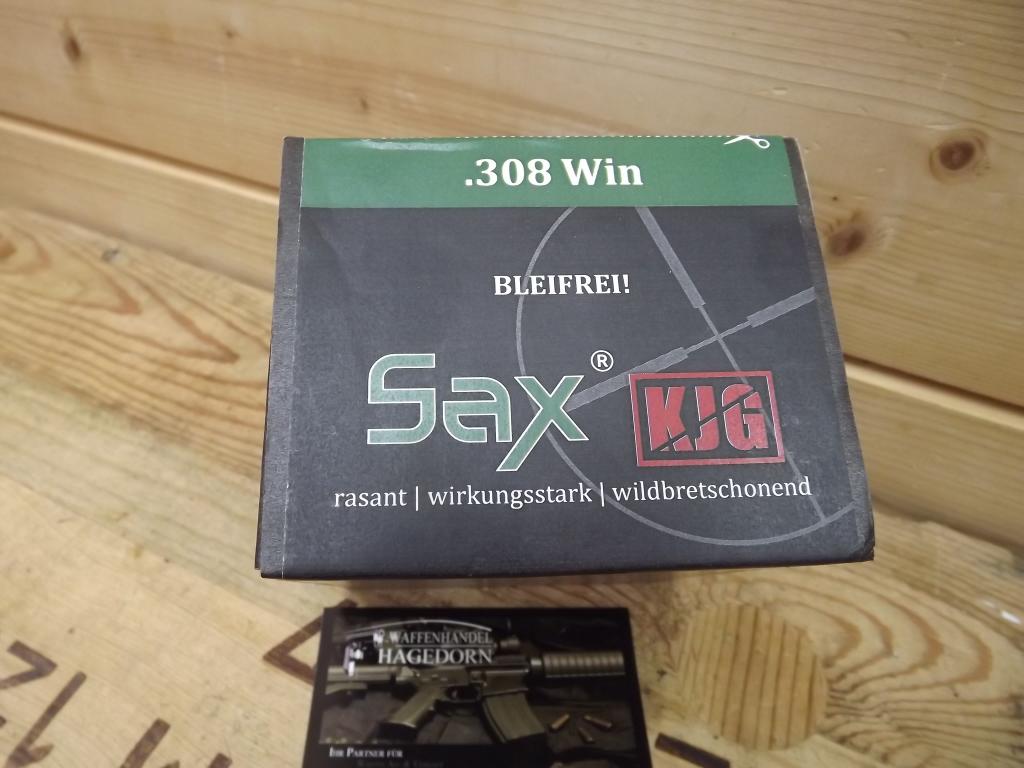 .308 Win
BLEIFREI!
Sax®
KJG
rasant | wirkungsstark | wildbretschonend
WAFFENHANDEL
HAGEDORN
IHR PARTNER FÜR